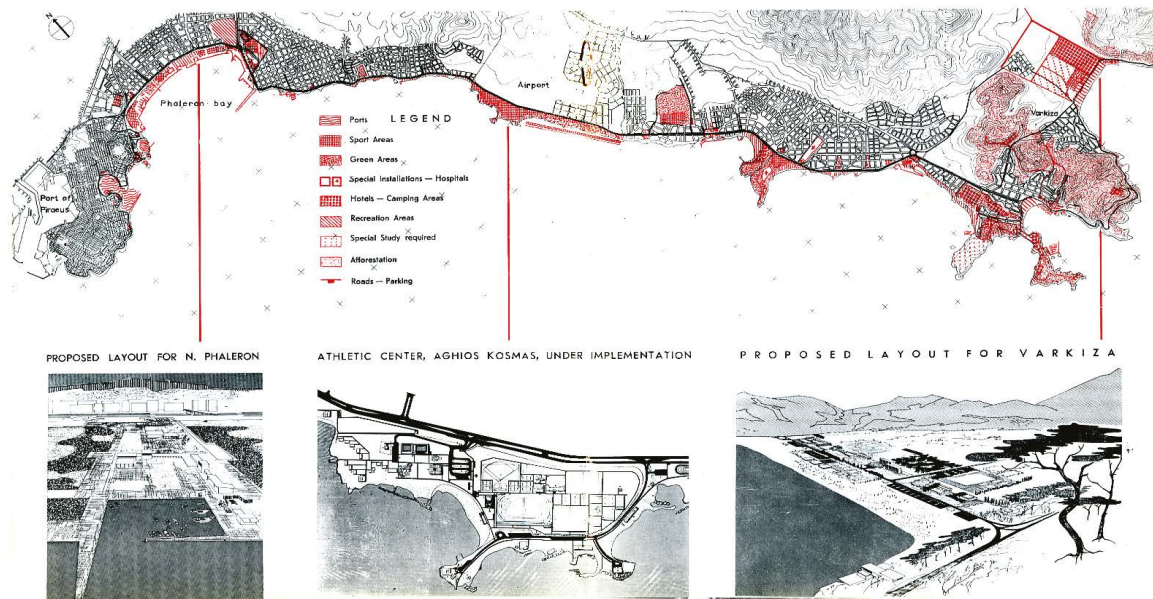 N
Phaleron bay
Airport
Varkiza
Port of
Piraeus
LEGEND
Ports
Sport Areas
Green Areas
Special Installations — Hospitals
Hotels — Camping Areas
Recreation Areas
Special Study required
Afforestation
Roads — Parking
PROPOSED LAYOUT FOR N. PHALERON
ATHLETIC CENTER, AGHIOS KOSMAS, UNDER IMPLEMENTATION
PROPOSED LAYOUT FOR VARKIZA